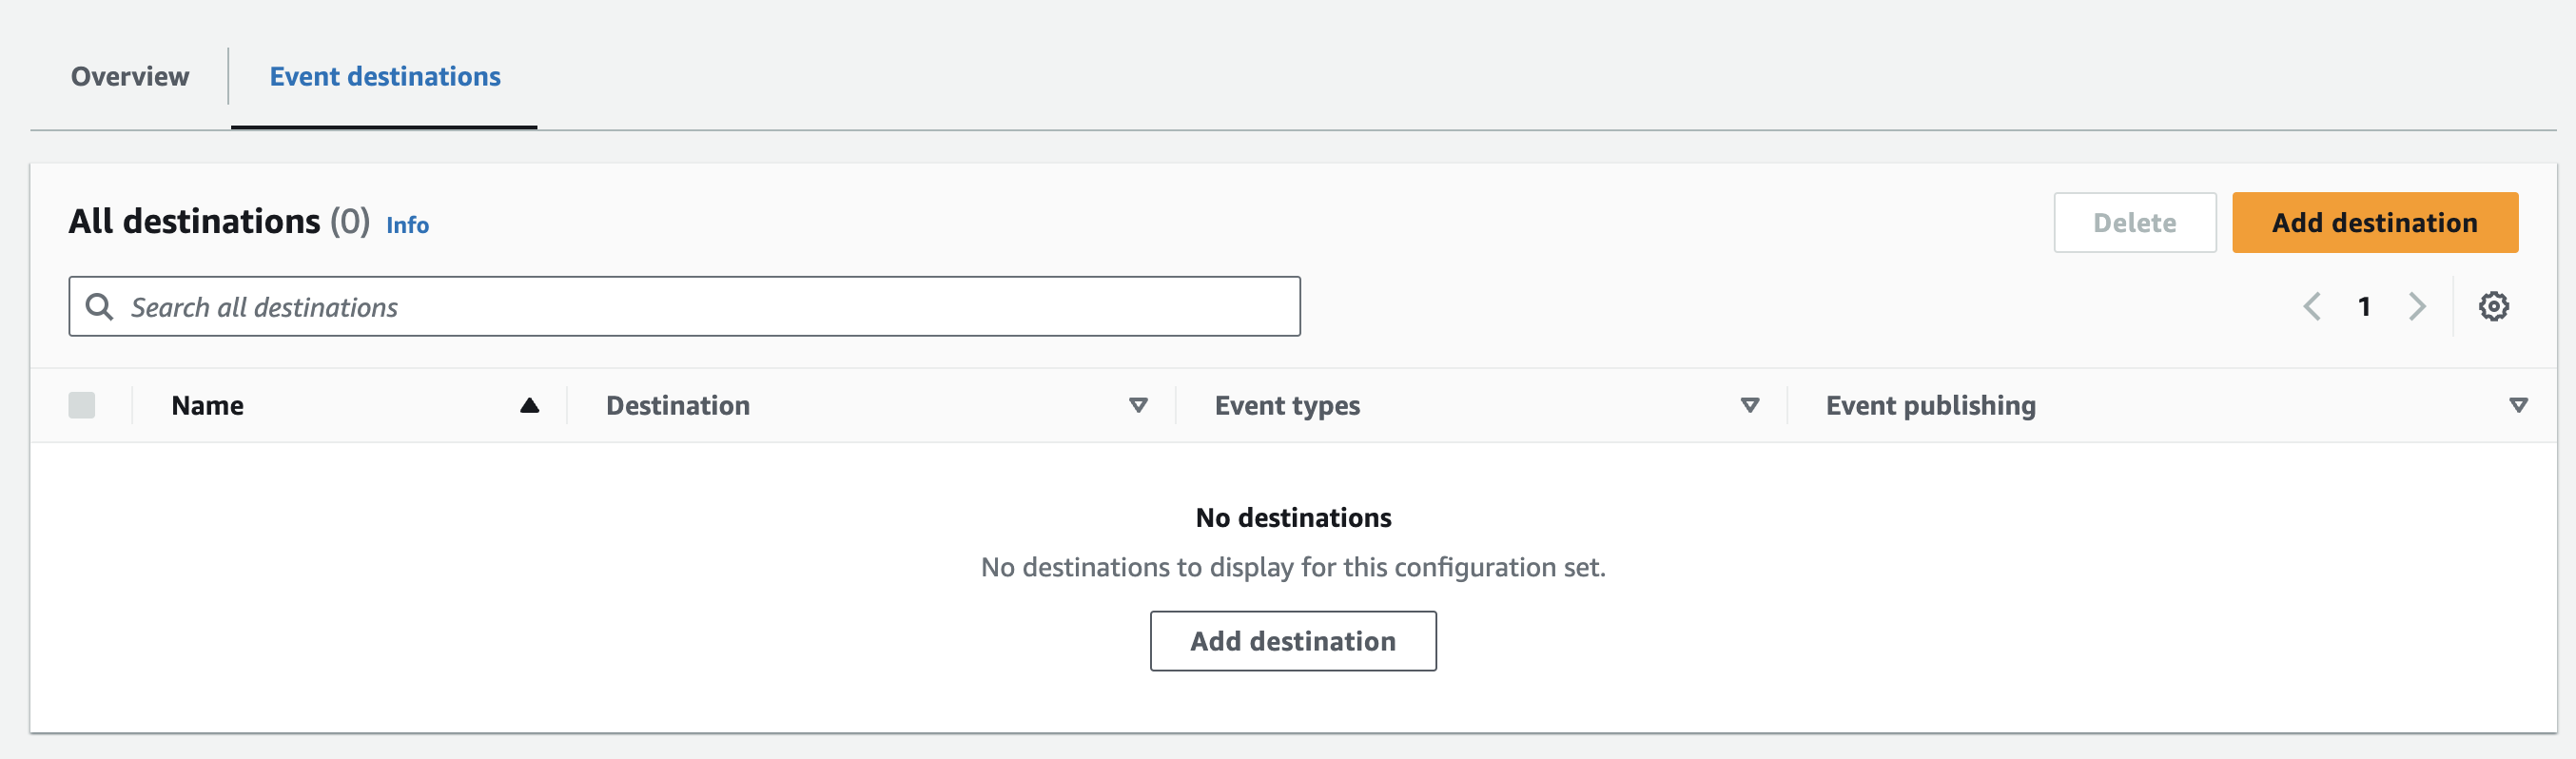 Overview
Event destinations
All destinations (0) Info
Delete
Add destination
Search all destinations
1
Name
Destination
Event types
Event publishing
No destinations
No destinations to display for this configuration set.
Add destination